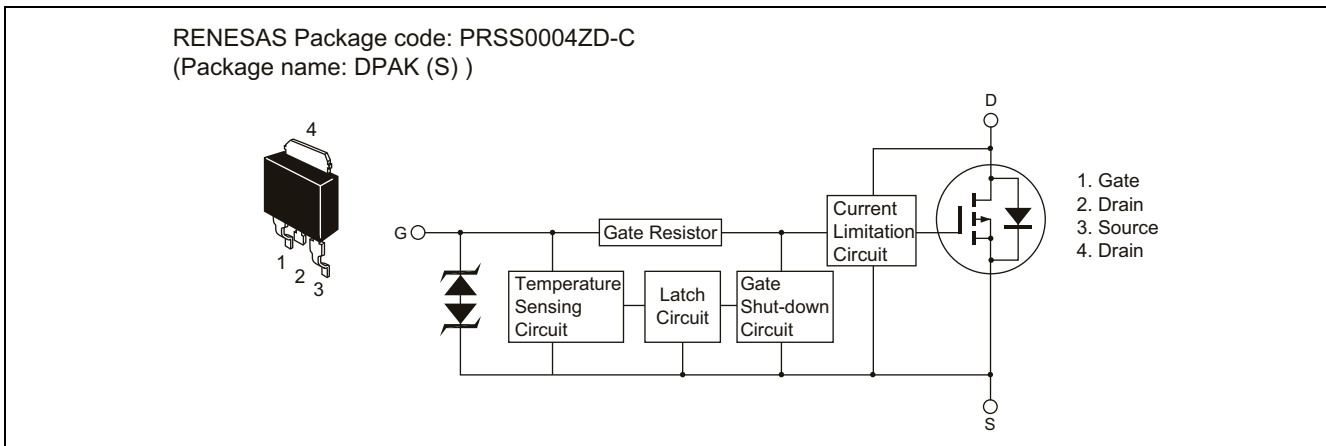 RENESAS Package code: PRSS0004ZD-C
(Package name: DPAK (S) )
4
1
2
3
D
G
Gate Resistor
Current
Limitation
Circuit
Temperature
Sensing
Circuit
Latch
Circuit
Gate
Shut-down
Circuit
S
1. Gate
2. Drain
3. Source
4. Drain